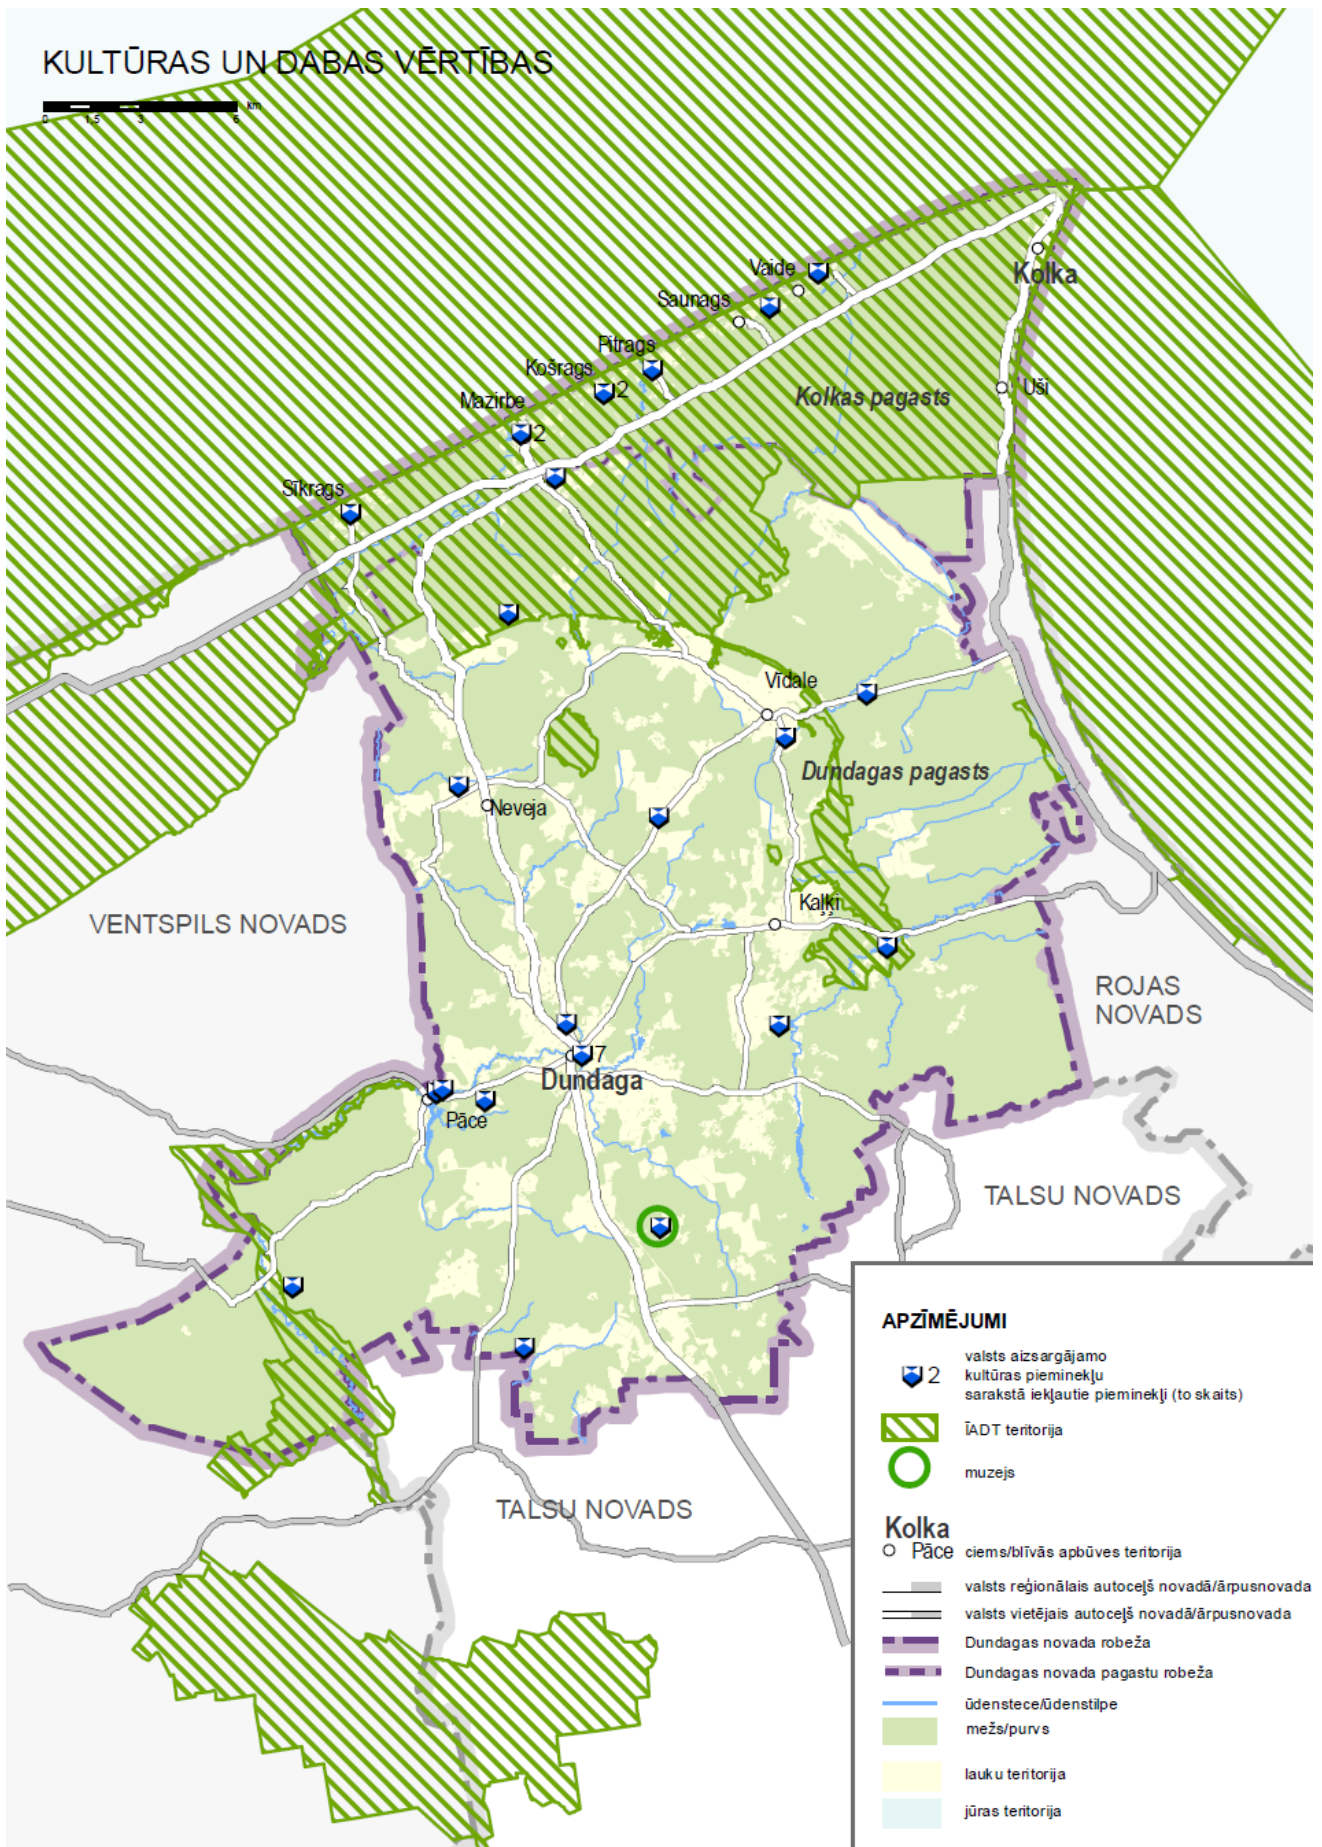 KULTŪRAS UN DABAS VĒRTĪBAS
km
0 1,5 3 6
Vaide
Kolka
Saunags
Pitrags
Košrags
2
Uši
Kolkas pagasts
Mazirbe
2
Sīkrags
Vīdale
Dundagas pagasts
Neveja
Kaļķi
VENTSPILS NOVADS
ROJAS
NOVADS
7
Dundaga
Pāce
TALSU NOVADS
TALSU NOVADS
APZĪMĒJUMI
valsts aizsargājamo
2 kultūras pieminekļu
sarakstā iekļautie pieminekļi (to skaits)
ĪADT teritorija
muzejs
Kolka
Pāce ciems/blīvās apbūves teritorija
valsts reģionālais autoceļš novadā/ārpusnovada
valsts vietējais autoceļš novadā/ārpusnovada
Dundagas novada robeža
Dundagas novada pagastu robeža
ūdenstece/ūdenstilpe
mežs/purvs
lauku teritorija
jūras teritorija